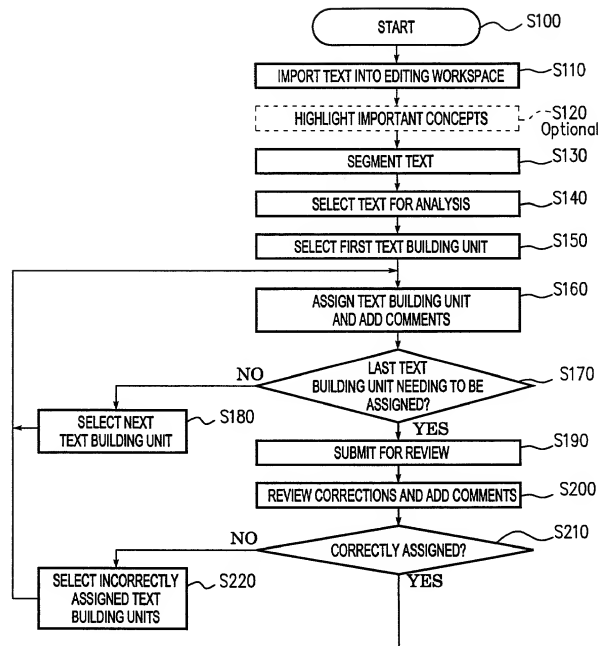 START
S100
IMPORT TEXT INTO EDITING WORKSPACE
S110
HIGHLIGHT IMPORTANT CONCEPTS
S120
Optional
SEGMENT TEXT
S130
SELECT TEXT FOR ANALYSIS
S140
SELECT FIRST TEXT BUILDING UNIT
S150
ASSIGN TEXT BUILDING UNIT
AND ADD COMMENTS
S160
LAST TEXT
BUILDING UNIT NEEDING TO BE
ASSIGNED?
S170
NO
YES
SELECT NEXT
TEXT BUILDING UNIT
S180
SUBMIT FOR REVIEW
S190
REVIEW CORRECTIONS AND ADD COMMENTS
S200
CORRECTLY ASSIGNED?
S210
NO
YES
SELECT INCORRECTLY
ASSIGNED TEXT
BUILDING UNITS
S220